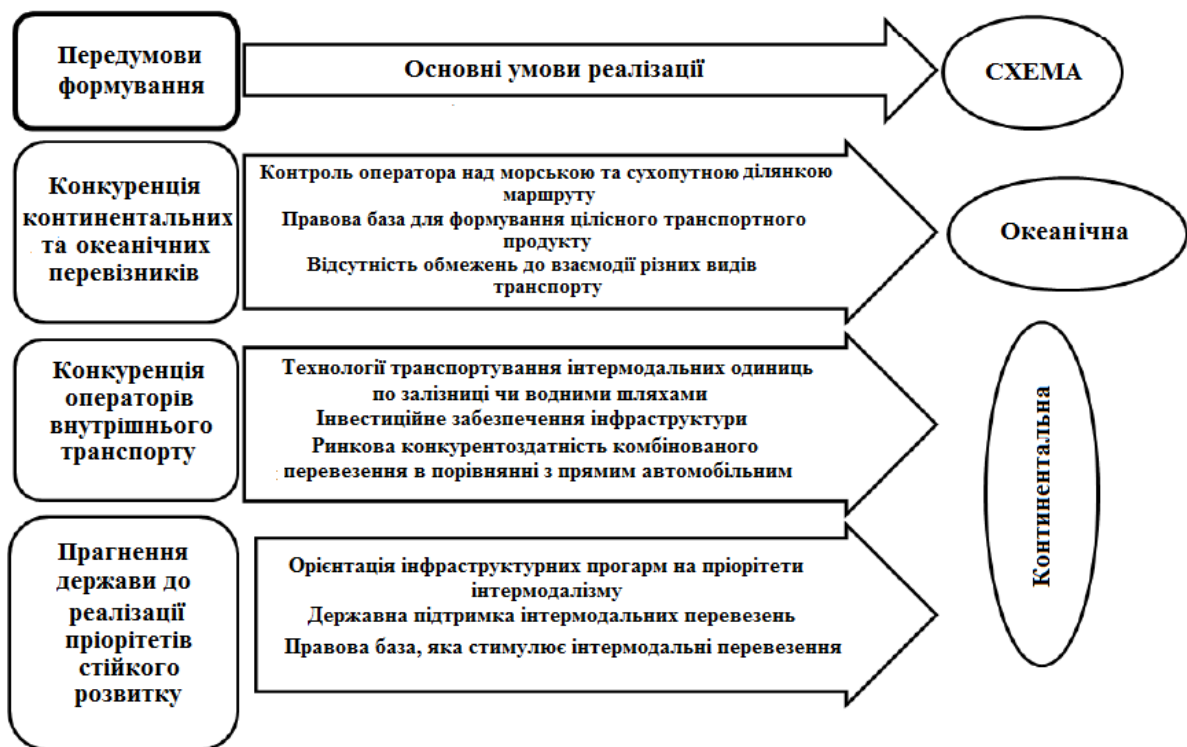 Передумови
формування
Основні умови реалізації
СХЕМА
Конкуренція
континентальних
та океанічних
перевізників
Контроль оператора над морською та сухопутною ділянкою
маршруту
Правова база для формування цілісного транспортного
продукту
Відсутність обмежень до взаємодії різних видів
транспорту
Океанічна
Конкуренція
операторів
внутрішнього
транспорту
Технології транспортування інтермодальних одиниць
по залізниці чи водними шляхами
Інвестиційне забезпечення інфраструктури
Ринкова конкурентоздатність комбінованого
перевезення в порівнянні з прямим автомобільним
Континентальна
Прагнення
держави до
реалізації
пріорітетів
стійкого
розвитку
Орієнтація інфраструктурних прогарм на пріорітети
інтермодалізму
Державна підтримка інтермодальних перевезень
Правова база, яка стимулює інтермодальні перевезення